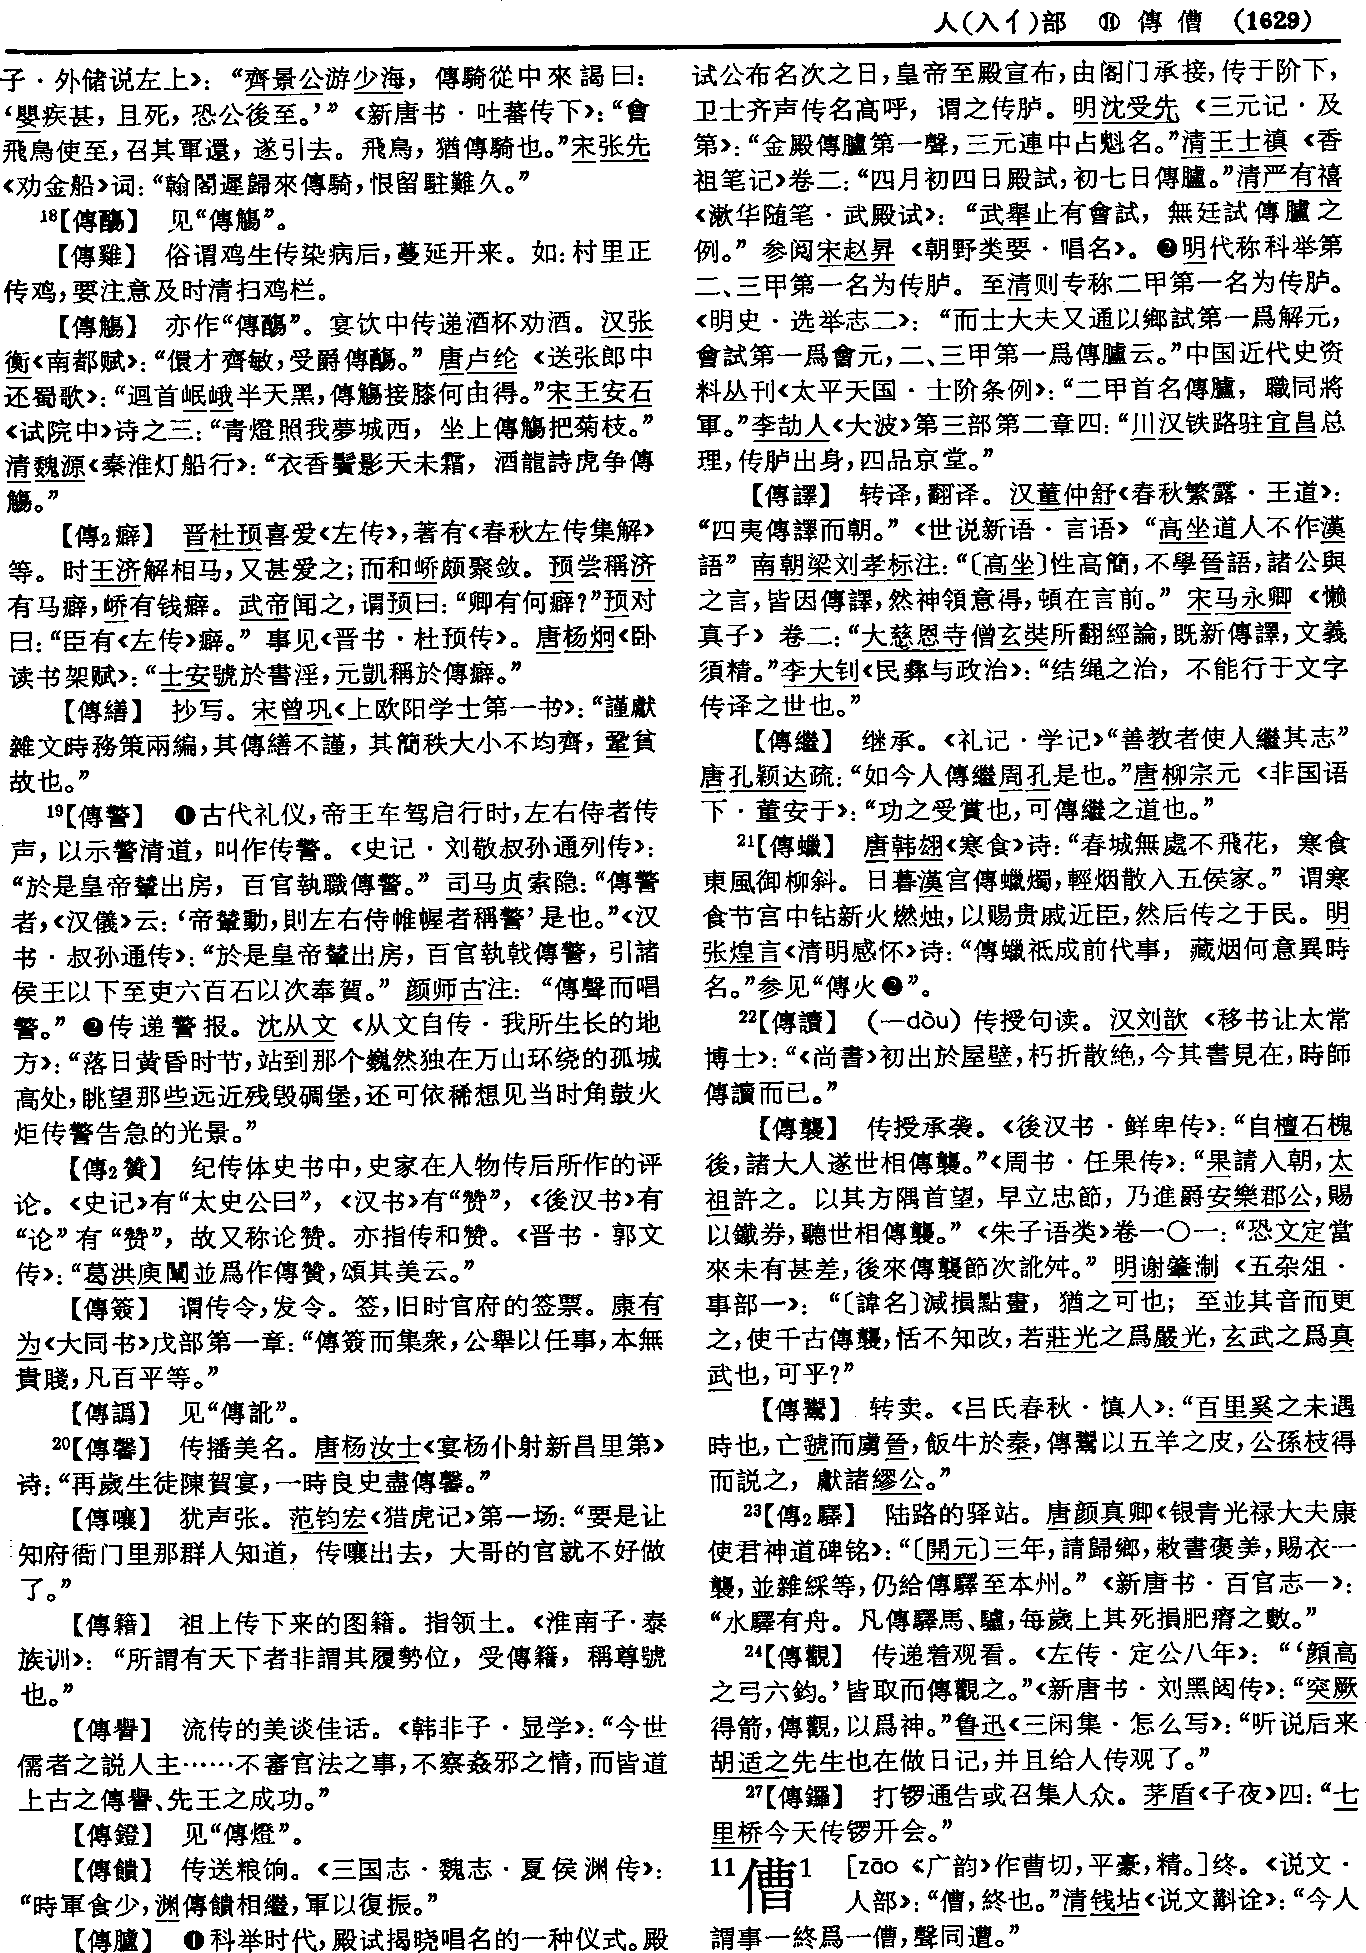 人(入亻)部　⑪　傳　傮　(1629)
子·外储说左上》：“齊景公游少海，傳騎從中來謁曰：
‘嬰疾甚，且死，恐公後至。’”《新唐书·吐蕃传下》：“會
飛鳥使至，召其軍還，遂引去。飛鳥，猶傳騎也。”宋张先
《劝金船》词：“翰閣遲歸來傳騎，恨留駐難久。”
18【傳鬺】　见“傳觴”。
【傳雞】　俗谓鸡生传染病后，蔓延开来。如：村里正
传鸡，要注意及时清扫鸡栏。
【傳觴】　亦作“傳鬺”。宴饮中传递酒杯劝酒。汉张
衡《南都赋》：“儇才齊敏，受爵傳鬺。”唐卢纶《送张郎中
还蜀歌》：“迴首岷峨半天黑，傳觴接膝何由得。”宋王安石
《试院中》诗之三：“青燈照我夢城西，坐上傳觴把菊枝。”
清魏源《秦淮灯船行》：“衣香鬢影天未霜，酒龍詩虎争傳
觴。”
【傳2癖】　晋杜预喜爱《左传》，著有《春秋左传集解》
等。时王济解相马，又甚爱之；而和峤颇聚敛。预尝稱济
有马癖，峤有钱癖。武帝闻之，谓预曰：“卿有何癖？”预对
曰：“臣有《左传》癖。”事见《晋书·杜预传》。唐杨炯《卧
读书架赋》：“士安號於書淫，元凱稱於傳癖。”
【傳繕】　抄写。宋曾巩《上欧阳学士第一书》：“謹獻
雜文時務策兩編，其傳繕不謹，其簡秩大小不均齊，鞏貧
故也。”
19【傳警】　❶古代礼仪，帝王车驾启行时，左右侍者传
声，以示警清道，叫作传警。《史记·刘敬叔孙通列传》：
“於是皇帝輦出房，百官執職傳警。”司马贞索隐：“傳警
者，《汉儀》云：‘帝輦動，則左右侍帷幄者稱警’是也。”《汉
书·叔孙通传》：“於是皇帝輦出房，百官執戟傳警，引諸
侯王以下至吏六百石以次奉賀。”颜师古注：“傳聲而唱
警。”❷传递警报。沈从文《从文自传·我所生长的地
方》：“落日黄昏时节，站到那个巍然独在万山环绕的孤城
高处，眺望那些远近残毁碉堡，还可依稀想见当时角鼓火
炬传警告急的光景。”
【傳2贊】　纪传体史书中，史家在人物传后所作的评
论。《史记》有“太史公曰”，《汉书》有“赞”，《後汉书》有
“论”有“赞”，故又称论赞。亦指传和赞。《晋书·郭文
传》：“葛洪庾闡並爲作傳贊，頌其美云。”
【傳簽】　谓传令，发令。签，旧时官府的签票。康有
为《大同书》戊部第一章：“傳簽而集衆，公舉以任事，本無
貴賤，凡百平等。”
【傳譌】　见“傳訛”。
20【傳馨】　传播美名。唐杨汝士《宴杨仆射新昌里第》
诗：“再歲生徒陳賀宴，一時良史盡傳馨。”
【傳嚷】　犹声张。范钧宏《猎虎记》第一场：“要是让
知府衙门里那群人知道，传嚷出去，大哥的官就不好做
了。”
【傳籍】　祖上传下来的图籍。指领土。《淮南子·泰
族训》：“所謂有天下者非謂其履勢位，受傳籍，稱尊號
也。”
【傳譽】　流传的美谈佳话。《韩非子·显学》：“今世
儒者之説人主……不審官法之事，不察姦邪之情，而皆道
上古之傳譽、先王之成功。”
【傳鐙】　见“傳燈”。
【傳饋】　传送粮饷。《三国志·魏志·夏侯渊传》：
“時軍食少，渊傳饋相繼，軍以復振。”
【傳臚】　❶科举时代，殿试揭晓唱名的一种仪式。殿
试公布名次之日，皇帝至殿宣布，由阁门承接，传于阶下，
卫士齐声传名高呼，谓之传胪。明沈受先《三元记·及
第》：“金殿傳臚第一聲，三元連中占魁名。”清王士禛《香
祖笔记》卷二：“四月初四日殿試，初七日傳臚。”清严有禧
《漱华随笔·武殿试》：“武舉止有會試，無廷試傳臚之
例。”参阅宋赵昇《朝野类要·唱名》。❷明代称科举第
二、三甲第一名为传胪。至清则专称二甲第一名为传胪。
《明史·选举志二》：“而士大夫又通以鄉試第一爲解元，
會試第一爲會元，二、三甲第一爲傳臚云。”中国近代史资
料丛刊《太平天国·士阶条例》：“二甲首名傳臚，職同將
軍。”李劼人《大波》第三部第二章四：“川汉铁路驻宜昌总
理，传胪出身，四品京堂。”
【傳譯】　转译，翻译。汉董仲舒《春秋繁露·王道》：
“四夷傳譯而朝。”《世说新语·言语》“高坐道人不作漢
語”南朝梁刘孝标注：“〔高坐〕性高簡，不學晉語，諸公與
之言，皆因傳譯，然神領意得，頓在言前。”宋马永卿《懒
真子》卷二：“大慈恩寺僧玄奘所翻經論，既新傳譯，文義
須精。”李大钊《民彝与政治》：“结绳之治，不能行于文字
传译之世也。”
【傳繼】　继承。《礼记·学记》“善教者使人繼其志”
唐孔颖达疏：“如今人傳繼周孔是也。”唐柳宗元《非国语
下·董安于》：“功之受賞也，可傳繼之道也。”
21【傳蠟】　唐韩翃《寒食》诗：“春城無處不飛花，寒食
東風御柳斜。日暮漢宫傳蠟燭，輕烟散入五侯家。”谓寒
食节宫中钻新火燃烛，以赐贵戚近臣，然后传之于民。明
张煌言《清明感怀》诗：“傳蠟祗成前代事，藏烟何意異時
名。”参见“傳火❷”。
22【傳讀】　（—dòu）传授句读。汉刘歆《移书让太常
博士》：“《尚書》初出於屋壁，朽折散绝，今其書見在，時師
傳讀而已。”
【傳襲】　传授承袭。《後汉书·鲜卑传》：“自檀石槐
後，諸大人遂世相傳襲。”《周书·任果传》：“果請入朝，太
祖許之。以其方隅首望，早立忠節，乃進爵安樂郡公，賜
以鐵券，聽世相傳襲。”《朱子语类》卷一〇一：“恐文定當
來未有甚差，後來傳襲節次訛舛。”明谢肇淛《五杂俎·
事部一》：“〔諱名〕減損點畫，猶之可也；至並其音而更
之，使千古傳襲，恬不知改，若莊光之爲嚴光，玄武之爲真
武也，可乎？”
【傳鬻】　转卖。《吕氏春秋·慎人》：“百里奚之未遇
時也，亡虢而虜晉，飯牛於秦，傳鬻以五羊之皮，公孫枝得
而説之，獻諸繆公。”
23【傳2驛】　陆路的驿站。唐颜真卿《银青光禄大夫康
使君神道碑铭》：“〔開元〕三年，請歸鄉，敕書褒美，賜衣一
襲，並雜綵等，仍給傳驛至本州。”《新唐书·百官志一》：
“水驛有舟。凡傳驛馬、驢，每歲上其死損肥瘠之數。”
24【傳觀】　传递着观看。《左传·定公八年》：“‘顔高
之弓六鈞。’皆取而傳觀之。”《新唐书·刘黑闼传》：“突厥
得箭，傳觀，以爲神。”鲁迅《三闲集·怎么写》：“听说后来
胡适之先生也在做日记，并且给人传观了。”
27【傳鑼】　打锣通告或召集人众。茅盾《子夜》四：“七
里桥今天传锣开会。”
11傮1　［zāo《广韵》作曹切，平豪，精。］终。《说文·
人部》：“傮，終也。”清钱坫《说文斠诠》：“今人
謂事一終爲一傮，聲同遭。”